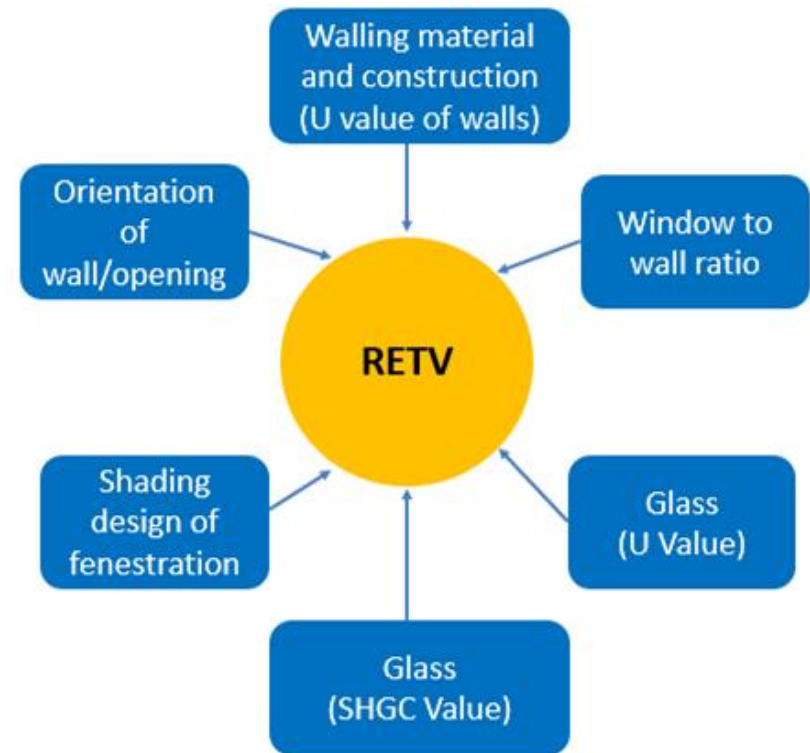 Walling material
and construction
(U value of walls)
Orientation
of
wall/opening
Window to
wall ratio
RETV
Shading
design of
fenestration
Glass
(U Value)
Glass
(SHGC Value)